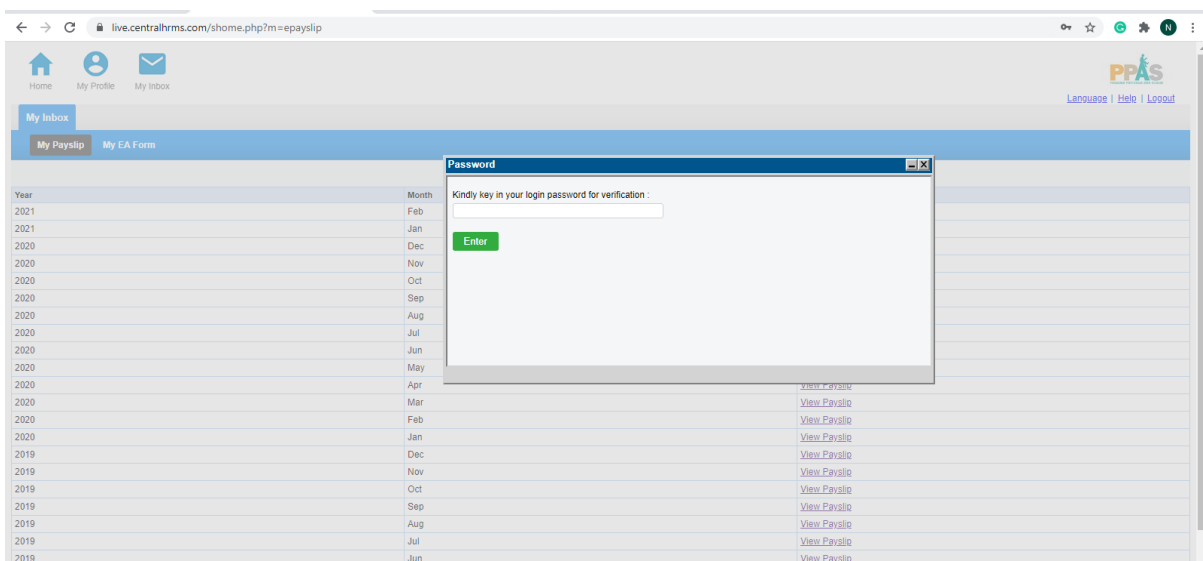 live.centralhrms.com/shome.php?m=epayslip
N
Home My Profile My Inbox
PPAS
Language | Help | Logout
My Inbox
My Payslip My EA Form
Password
Kindly key in your login password for verification :
Enter
Year Month
2021 Feb
2021 Jan
2020 Dec
2020 Nov
2020 Oct
2020 Sep
2020 Aug
2020 Jul
2020 Jun
2020 May
2020 Apr View Payslip
2020 Mar View Payslip
2020 Feb View Payslip
2020 Jan View Payslip
2019 Dec View Payslip
2019 Nov View Payslip
2019 Oct View Payslip
2019 Sep View Payslip
2019 Aug View Payslip
2019 Jul View Payslip
2019 Jun View Payslip